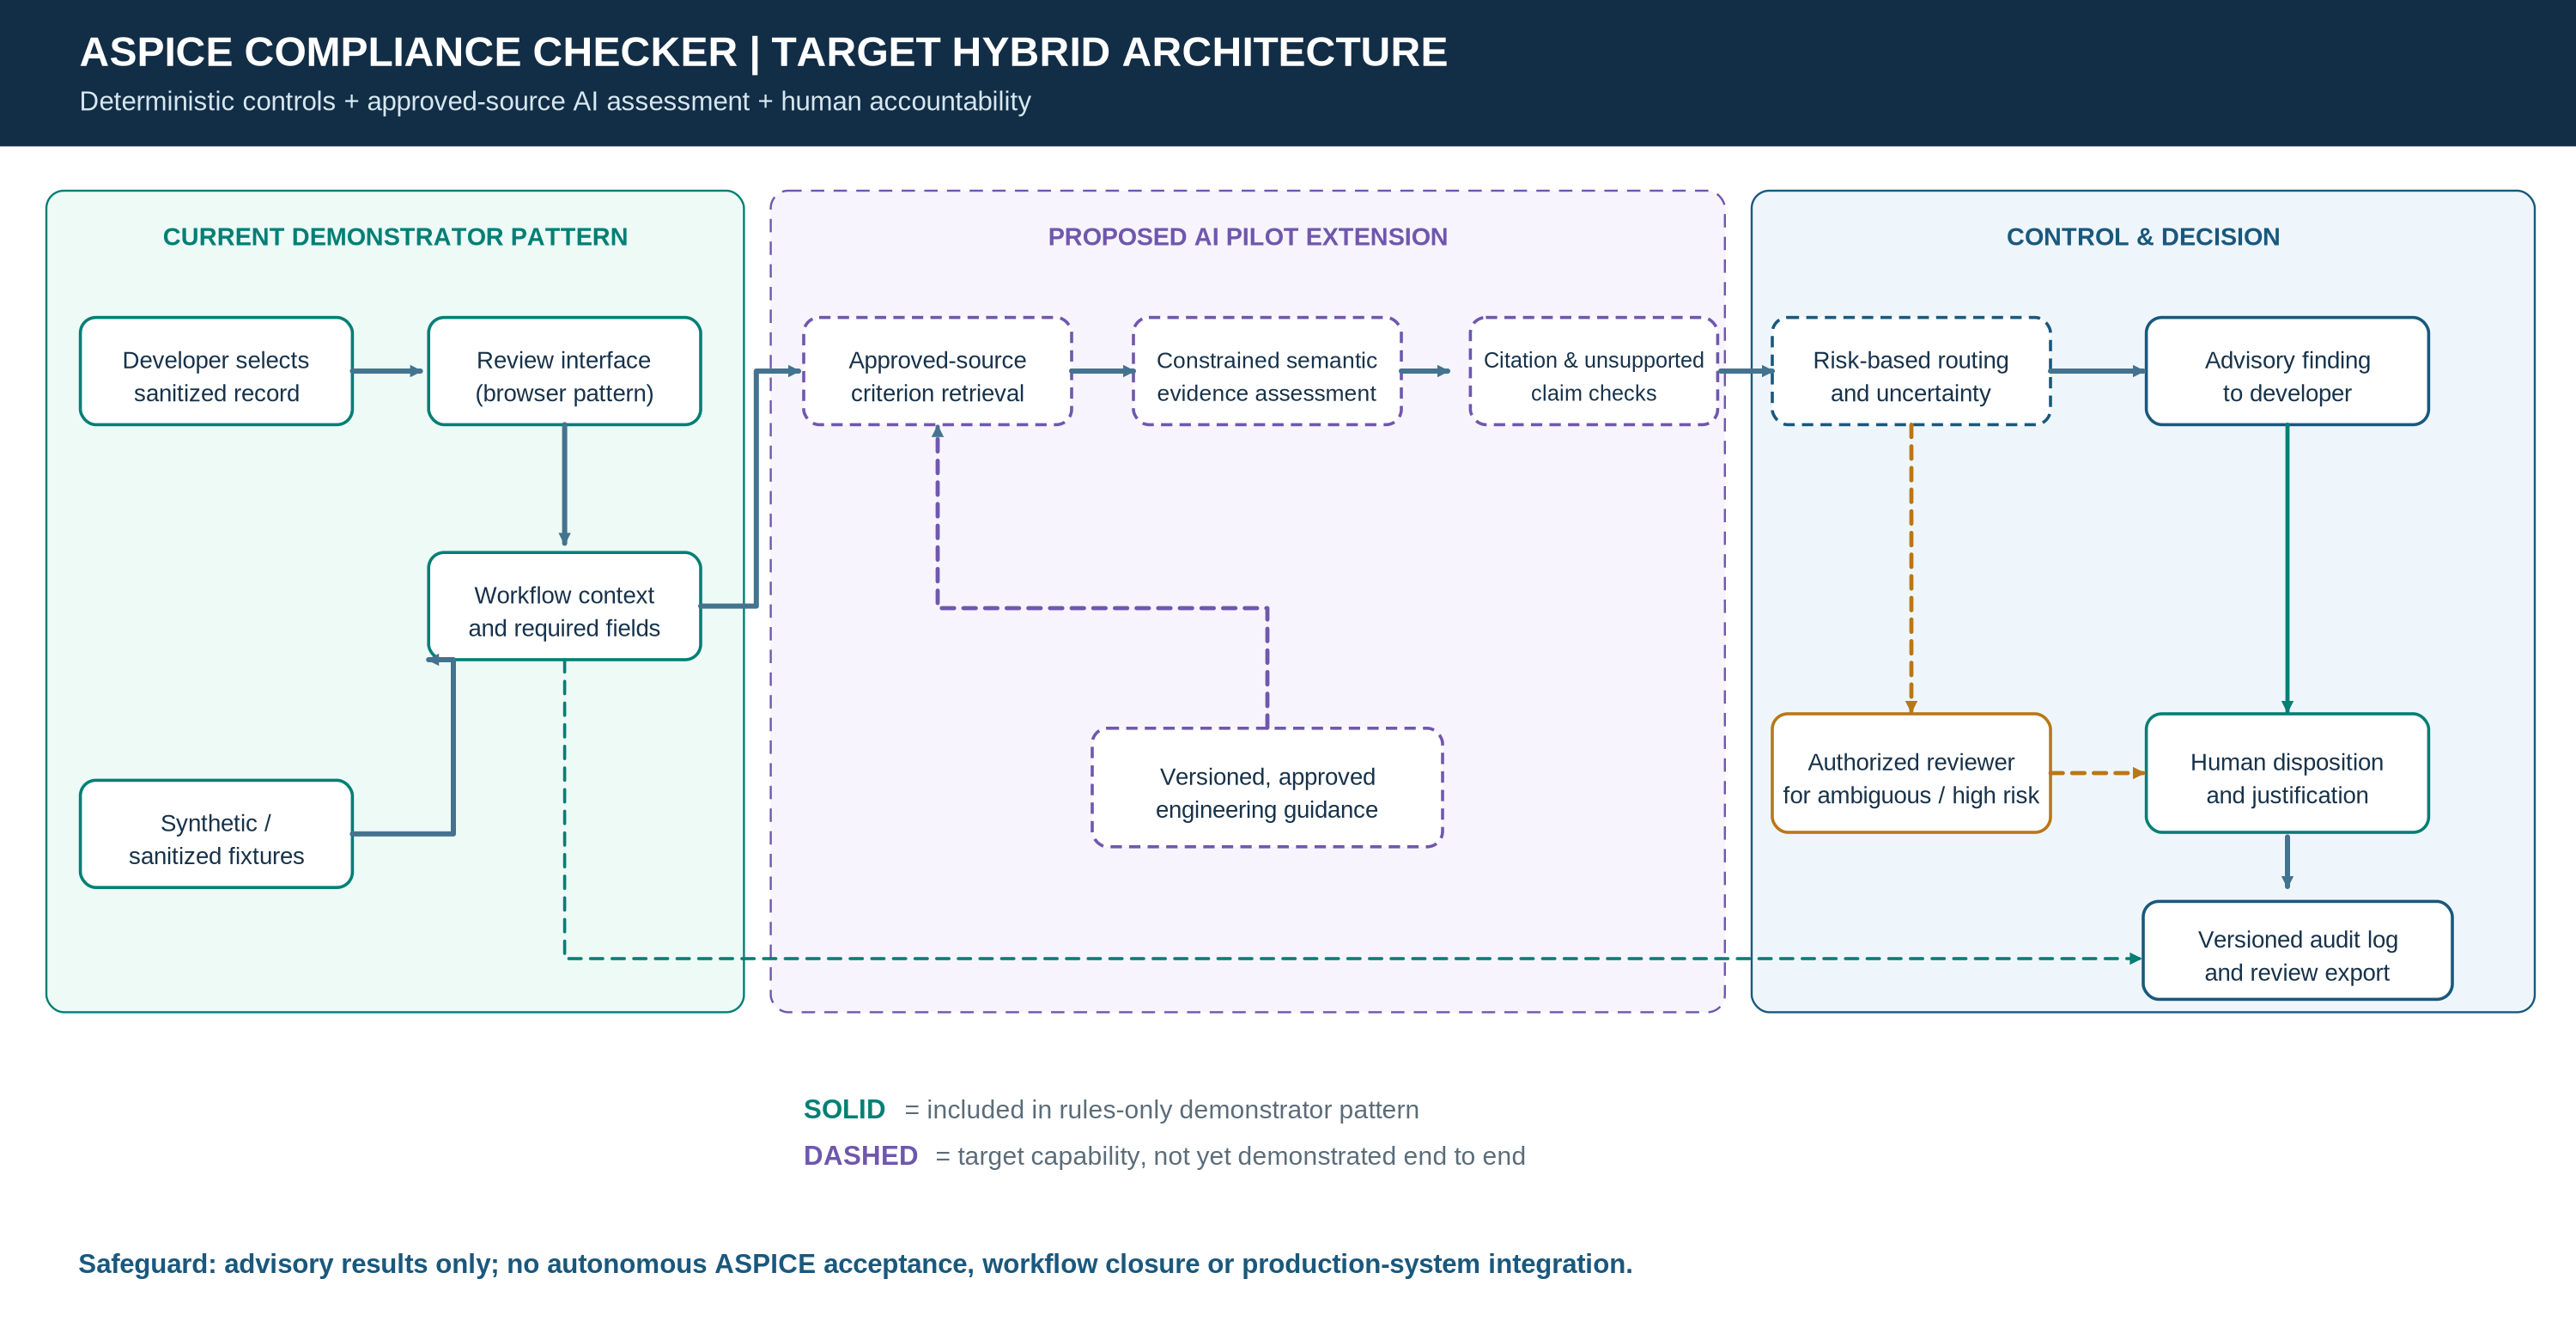 ASPICE COMPLIANCE CHECKER | TARGET HYBRID ARCHITECTURE
Deterministic controls + approved-source AI assessment + human accountability
CURRENT DEMONSTRATOR PATTERN
Developer selects
sanitized record
Review interface
(browser pattern)
Workflow context
and required fields
Synthetic /
sanitized fixtures
PROPOSED AI PILOT EXTENSION
Approved-source
criterion retrieval
Constrained semantic
evidence assessment
Citation & unsupported
claim checks
Versioned, approved
engineering guidance
CONTROL & DECISION
Risk-based routing
and uncertainty
Advisory finding
to developer
Authorized reviewer
for ambiguous / high risk
Human disposition
and justification
Versioned audit log
and review export
SOLID = included in rules-only demonstrator pattern
DASHED = target capability, not yet demonstrated end to end
Safeguard: advisory results only; no autonomous ASPICE acceptance, workflow closure or production-system integration.